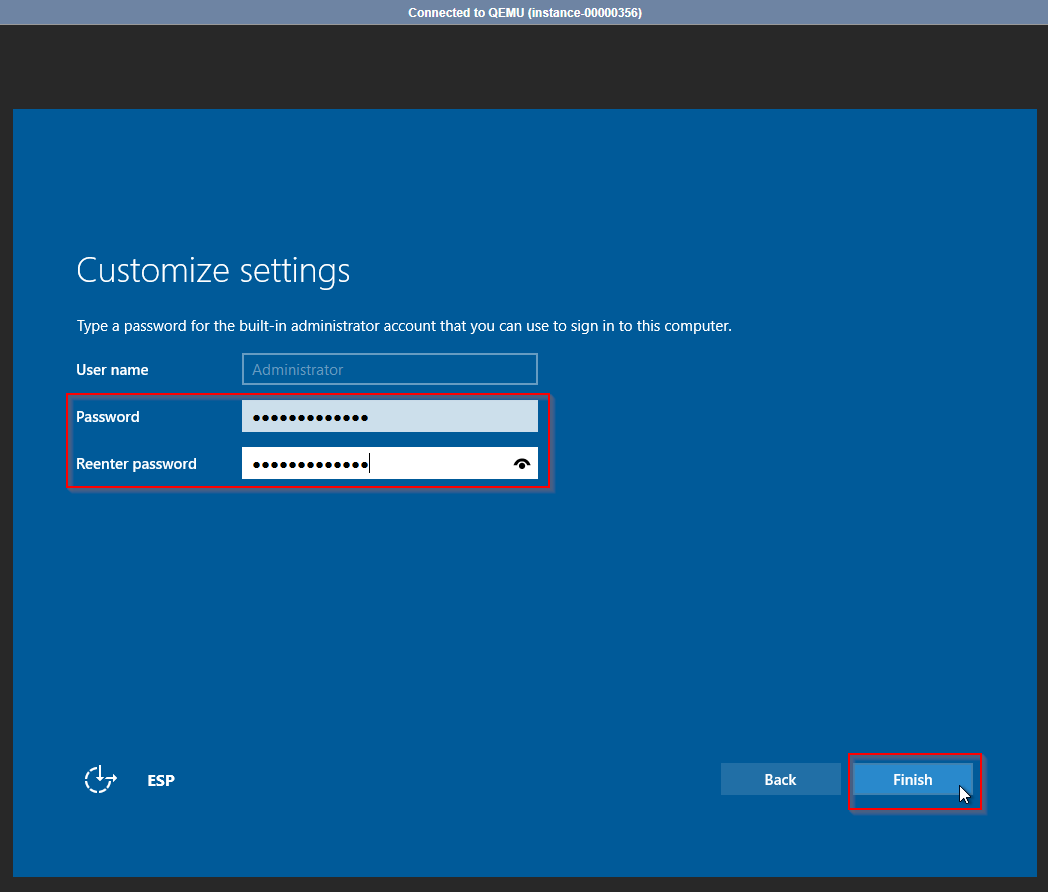 Connected to QEMU (instance-00000356)
Customize settings
Type a password for the built-in administrator account that you can use to sign in to this computer.
User name Administrator
Password •••••••••••••
Reenter password •••••••••••••
ESP Back Finish